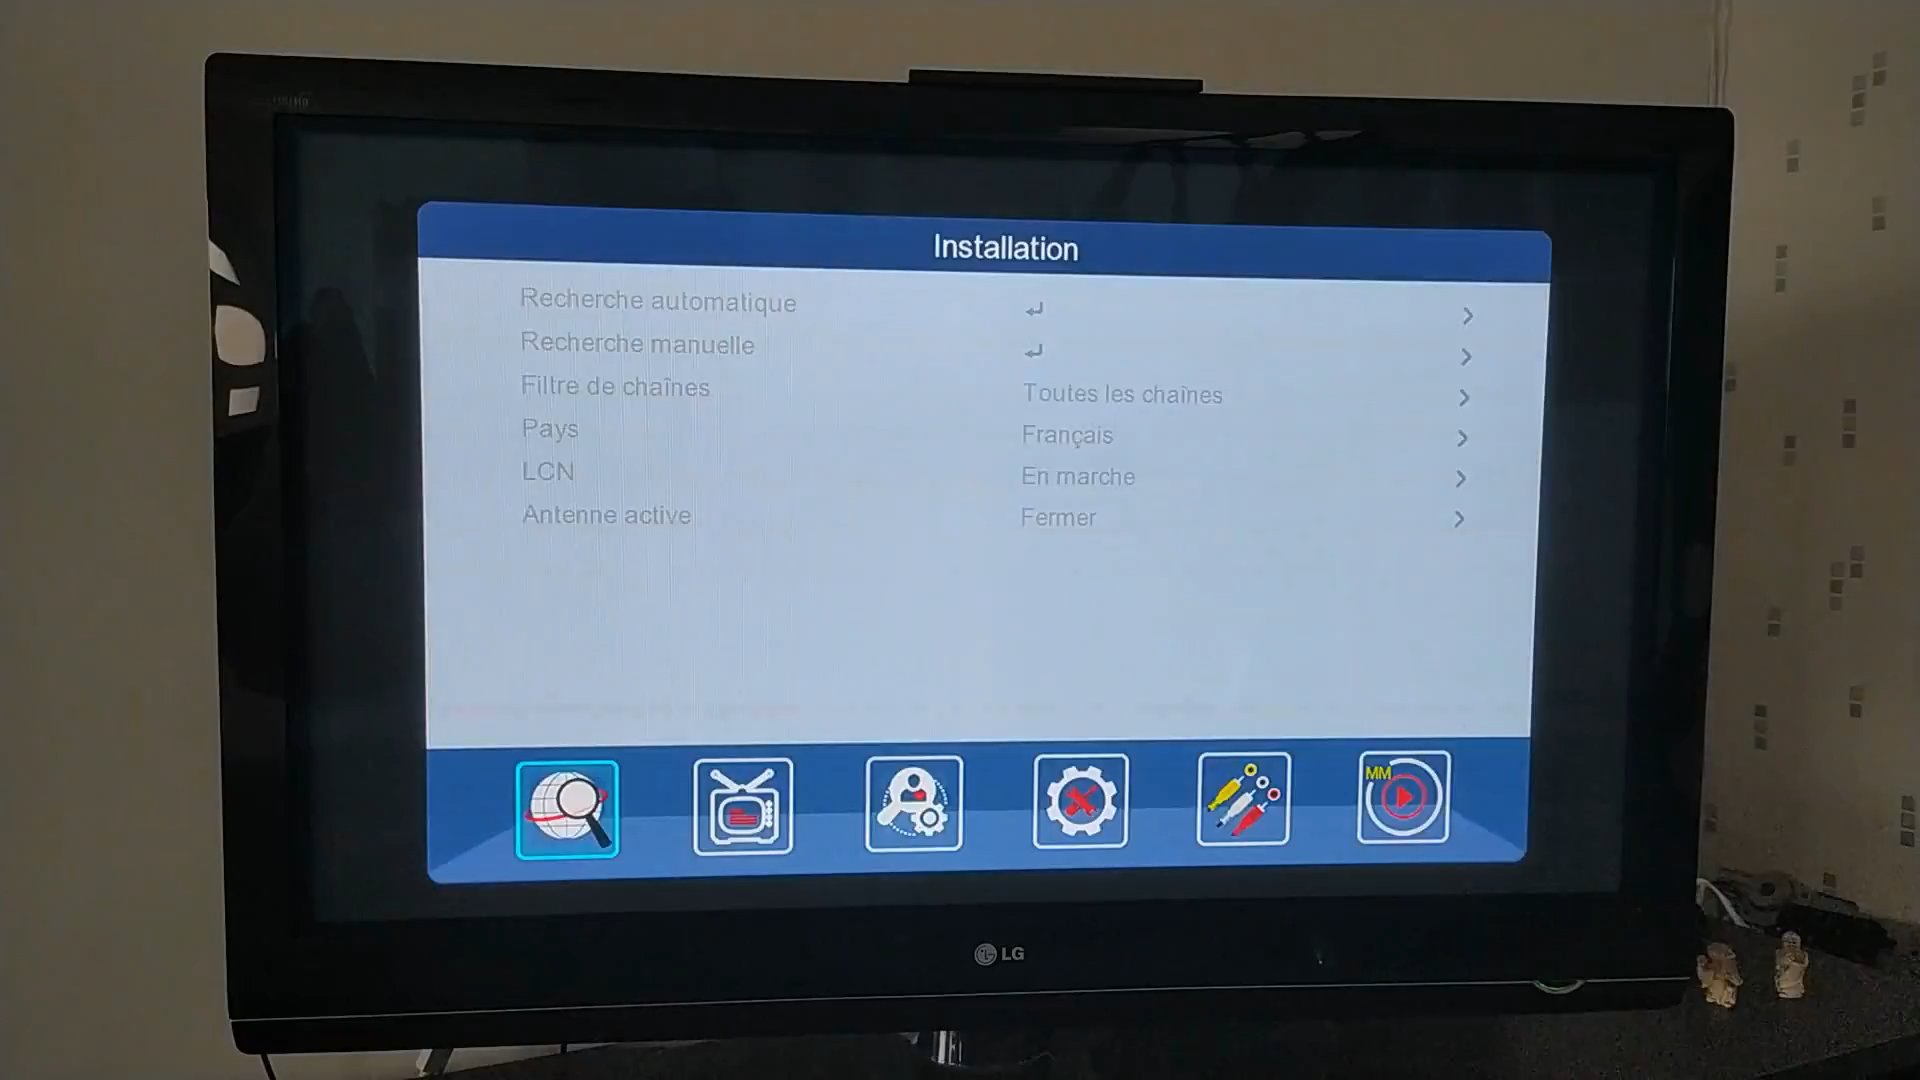 Installation
Recherche automatique
Recherche manuelle
Filtre de chaînes Toutes les chaînes
Pays Français
LCN En marche
Antenne active Fermer
MM
LG